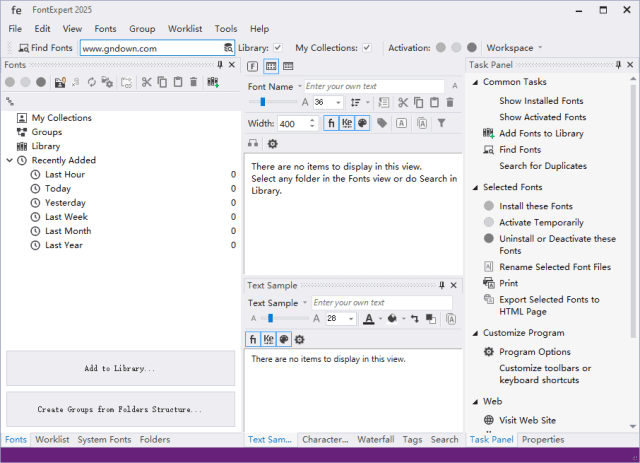 fe FontExpert 2025
File Edit View Fonts Group Worklist Tools Help
Find Fonts www.gndown.com Library: My Collections: Activation: Workspace
Fonts
My Collections
Groups
Library
Recently Added
Last Hour 0
Today 0
Yesterday 0
Last Week 0
Last Month 0
Last Year 0
Add to Library...
Create Groups from Folders Structure...
Fonts Worklist System Fonts Folders
Font Name Enter your own text A
A 36
Width: 400 fi Ke
There are no items to display in this view.
Select any folder in the Fonts view or do Search in
Library.
Text Sample
Text Sample Enter your own text
A A 28 A
fi Ke
There are no items to display in this view.
Text Sam... Character... Waterfall Tags Search
Task Panel
Common Tasks
Show Installed Fonts
Show Activated Fonts
Add Fonts to Library
Find Fonts
Search for Duplicates
Selected Fonts
Install these Fonts
Activate Temporarily
Uninstall or Deactivate these
Fonts
Rename Selected Font Files
Print
Export Selected Fonts to
HTML Page
Customize Program
Program Options
Customize toolbars or
keyboard shortcuts
Web
Visit Web Site
Task Panel Properties